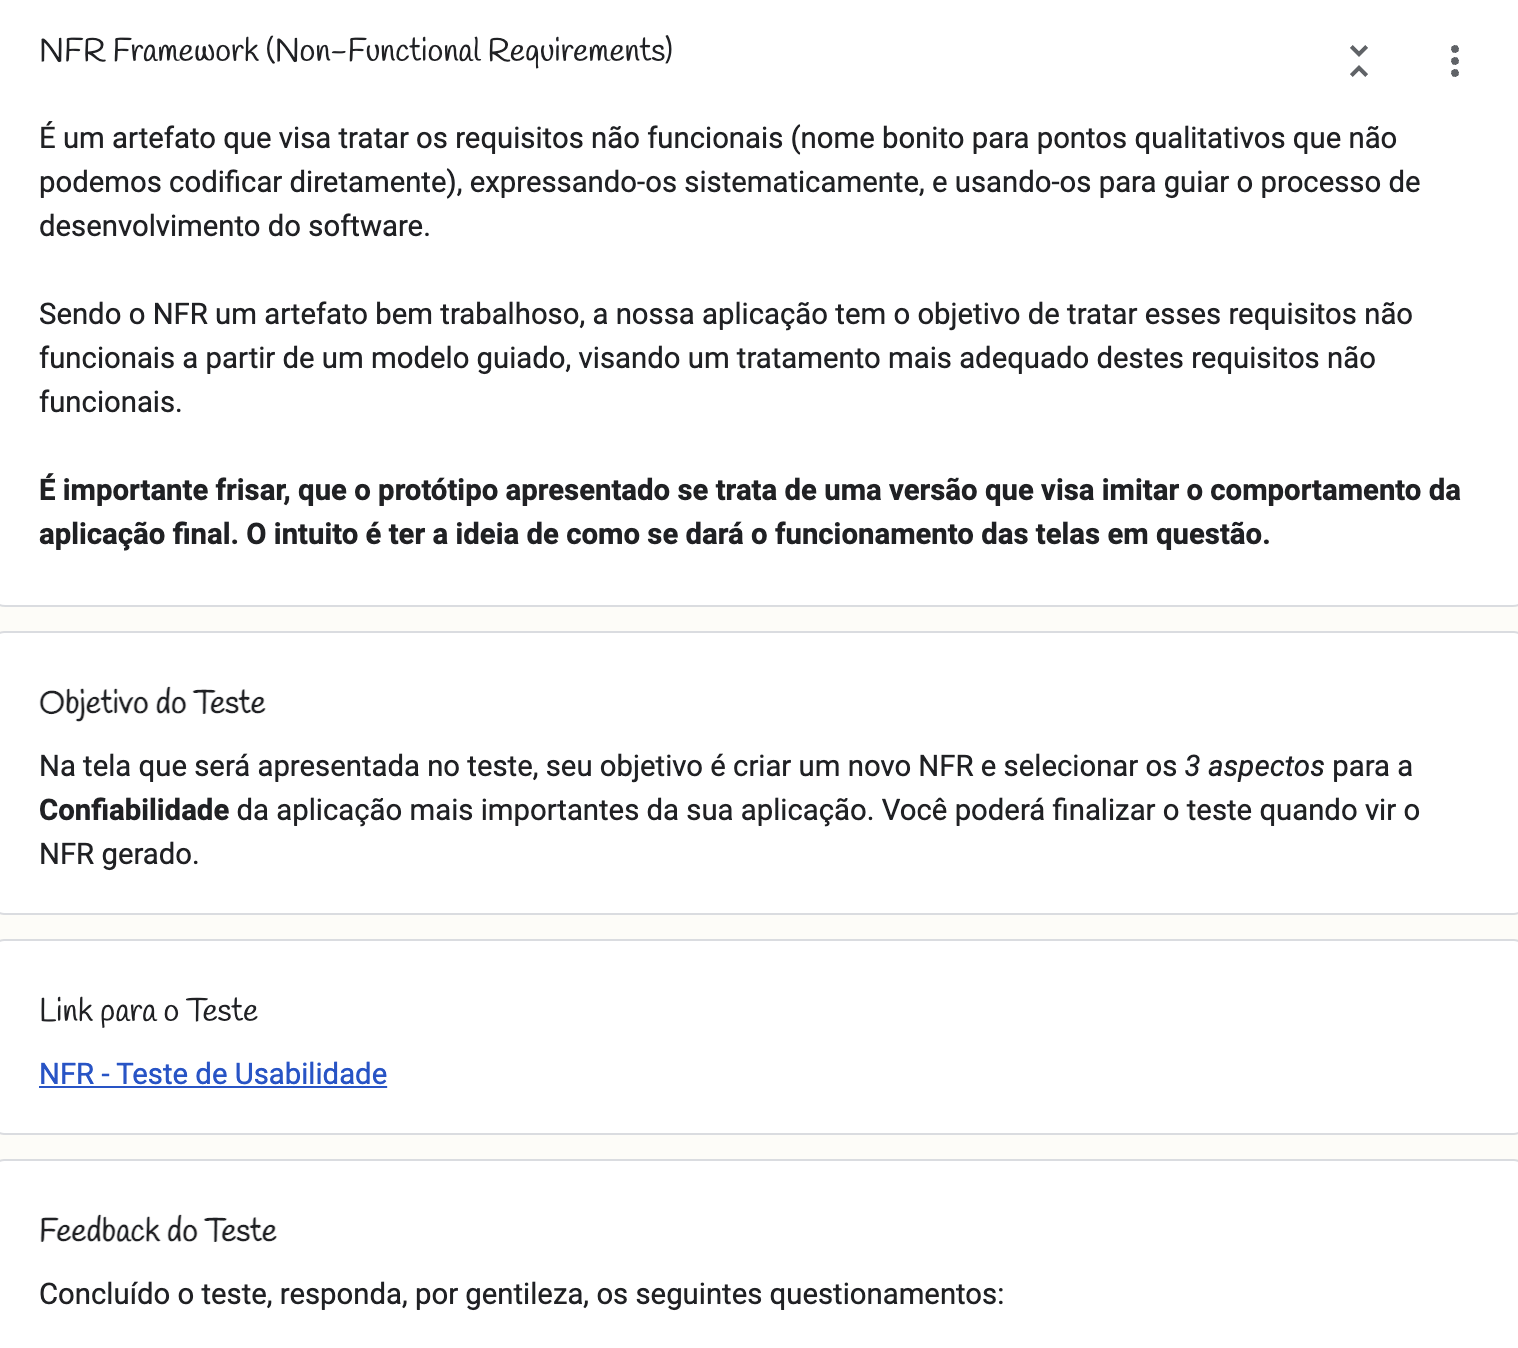 NFR Framework (Non-Functional Requirements)
É um artefato que visa tratar os requisitos não funcionais (nome bonito para pontos qualitativos que não
podemos codificar diretamente), expressando-os sistematicamente, e usando-os para guiar o processo de
desenvolvimento do software.
Sendo o NFR um artefato bem trabalhoso, a nossa aplicação tem o objetivo de tratar esses requisitos não
funcionais a partir de um modelo guiado, visando um tratamento mais adequado destes requisitos não
funcionais.
É importante frisar, que o protótipo apresentado se trata de uma versão que visa imitar o comportamento da
aplicação final. O intuito é ter a ideia de como se dará o funcionamento das telas em questão.
Objetivo do Teste
Na tela que será apresentada no teste, seu objetivo é criar um novo NFR e selecionar os 3 aspectos para a
Confiabilidade da aplicação mais importantes da sua aplicação. Você poderá finalizar o teste quando vir o
NFR gerado.
Link para o Teste
NFR - Teste de Usabilidade
Feedback do Teste
Concluído o teste, responda, por gentileza, os seguintes questionamentos: